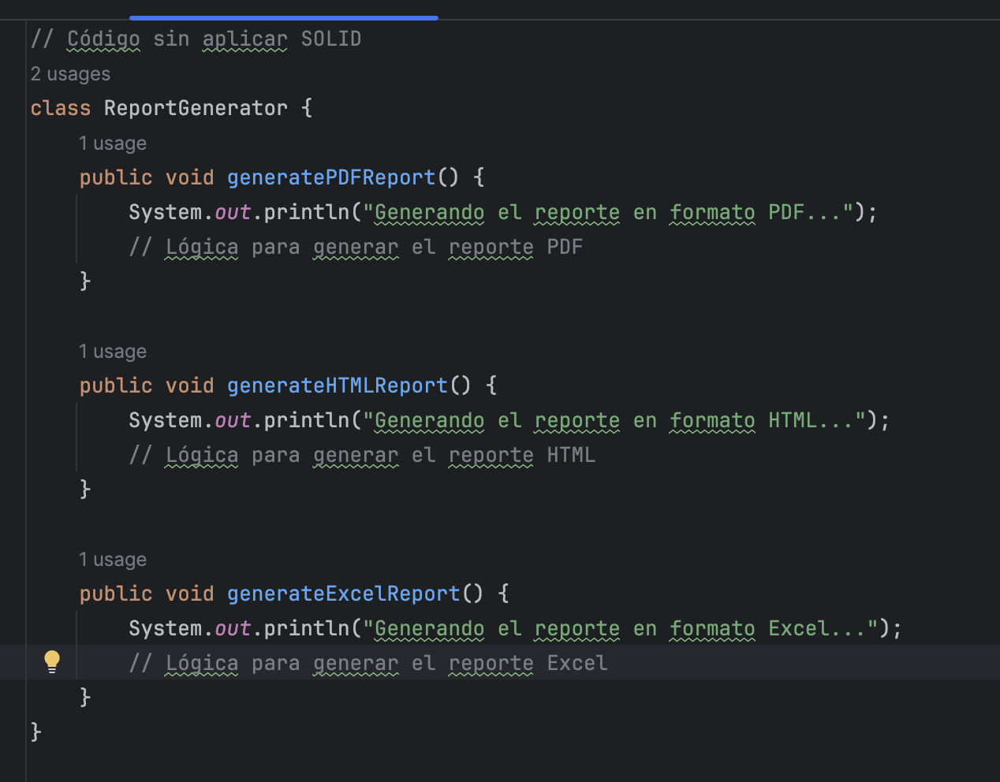 // Código sin aplicar SOLID
2 usages
class ReportGenerator {
1 usage
public void generatePDFReport() {
System.out.println("Generando el reporte en formato PDF...");
// Lógica para generar el reporte PDF
}
1 usage
public void generateHTMLReport() {
System.out.println("Generando el reporte en formato HTML...");
// Lógica para generar el reporte HTML
}
1 usage
public void generateExcelReport() {
System.out.println("Generando el reporte en formato Excel...");
// Lógica para generar el reporte Excel
}
}